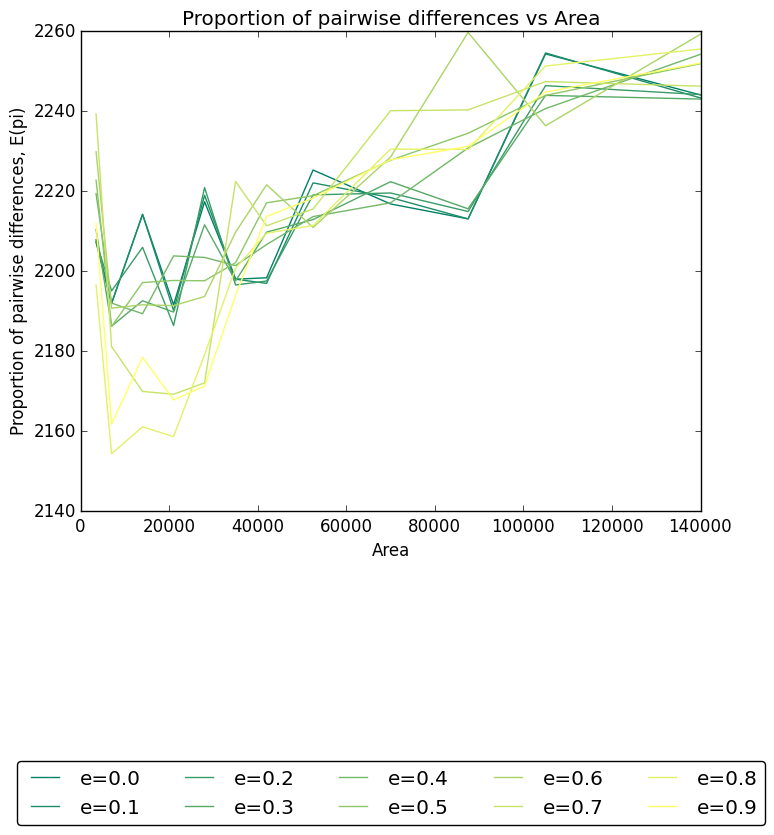 Proportion of pairwise differences vs Area
Proportion of pairwise differences, E(pi)
2260
2240
2220
2200
2180
2160
2140
0 20000 40000 60000 80000 100000 120000 140000
Area
e=0.0 e=0.2 e=0.4 e=0.6 e=0.8
e=0.1 e=0.3 e=0.5 e=0.7 e=0.9